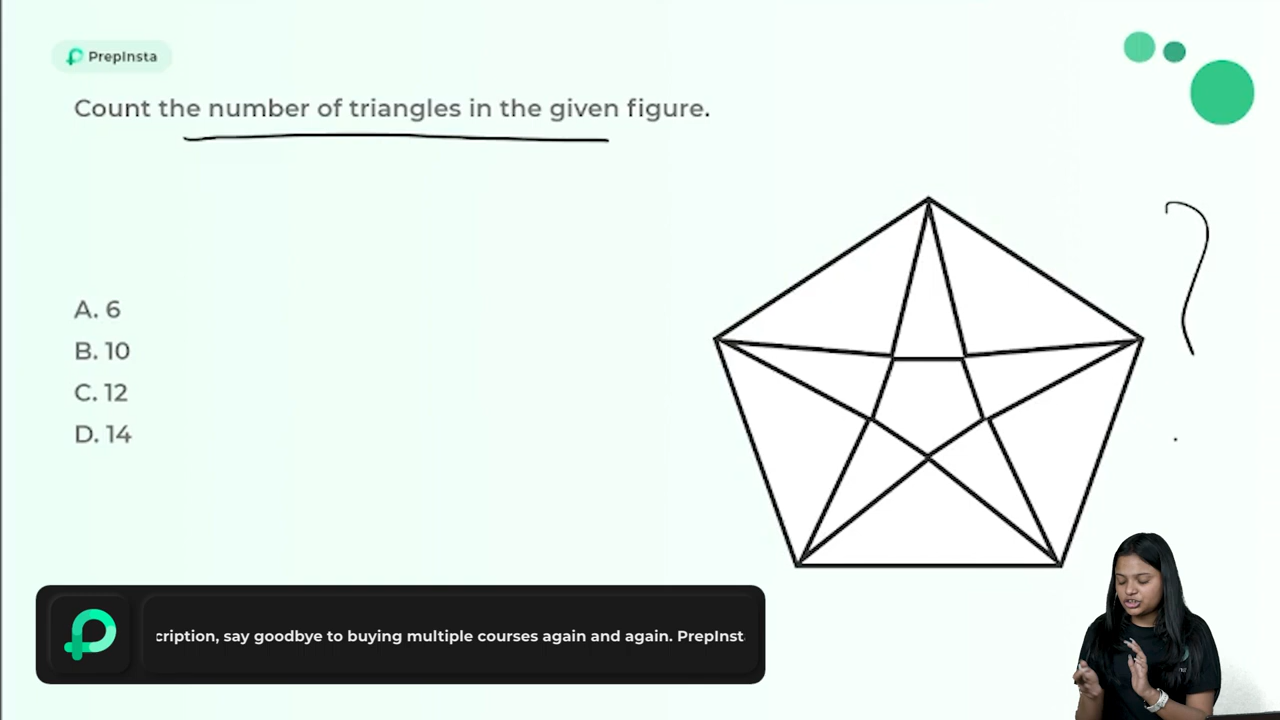 PrepInsta
Count the number of triangles in the given figure.
A. 6
B. 10
C. 12
D. 14
cription, say goodbye to buying multiple courses again and again. PrepInst